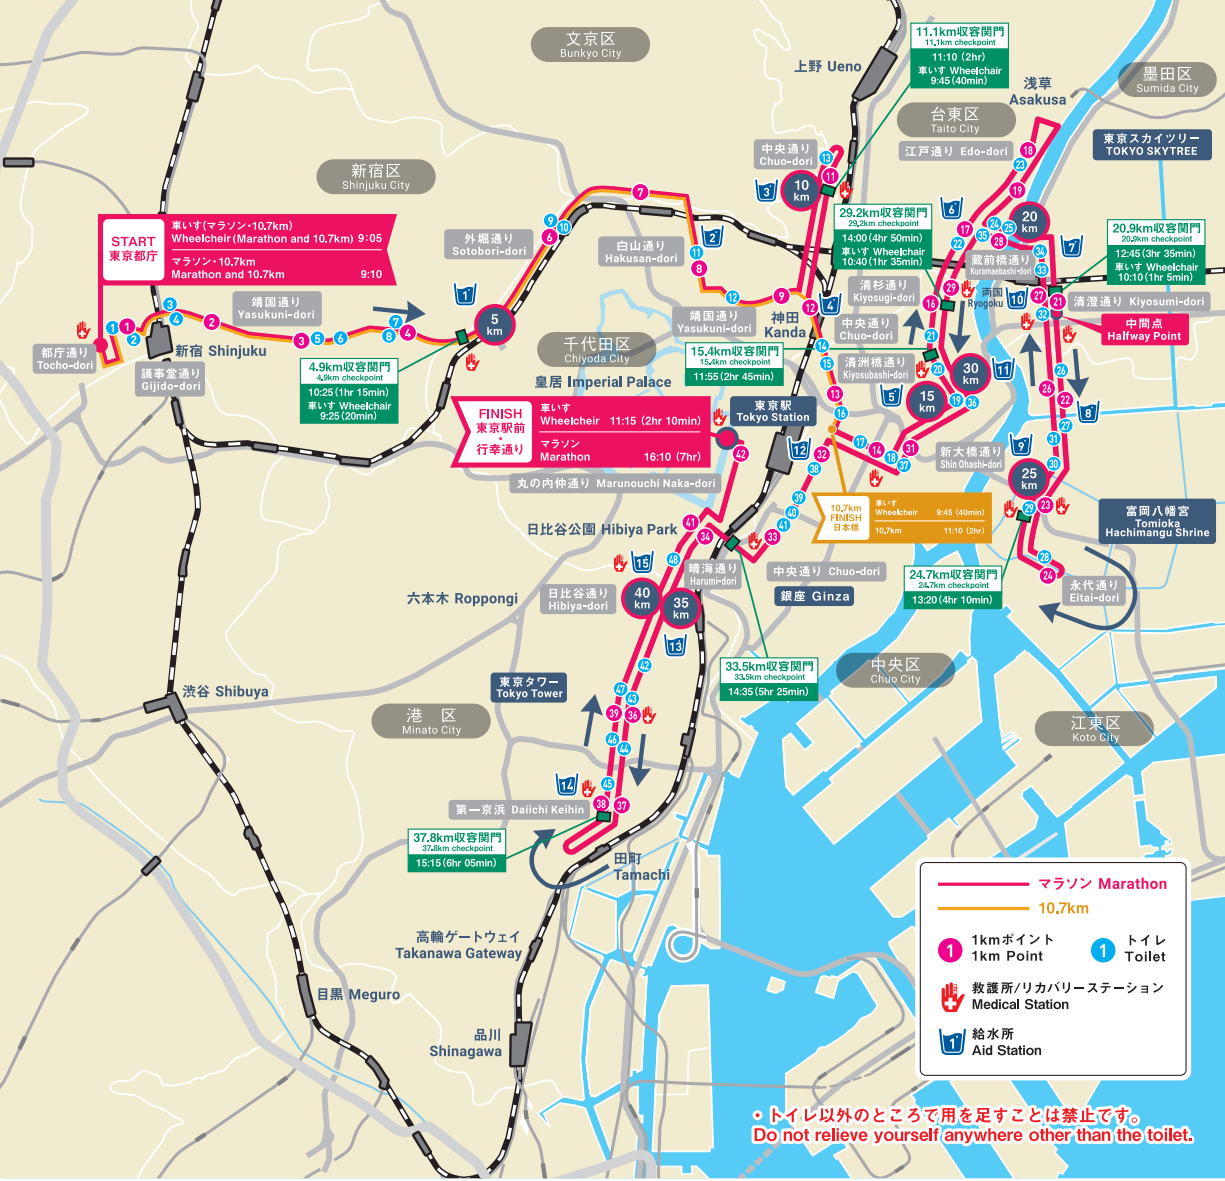 文京区
Bunkyo City
上野 Ueno
11.1km収容関門
11.1km checkpoint
11:10 (2hr)
車いす Wheelchair
9:45 (40min)
浅草
Asakusa
墨田区
Sumida City
台東区
Taito City
江戸通り Edo-dori
東京スカイツリー
TOKYO SKYTREE
中央通り
Chuo-dori
新宿区
Shinjuku City
START
東京都庁
車いす(マラソン・10.7km)
Wheelcheir (Marathon and 10.7km) 9:05
マラソン・10.7km
Marathon and 10.7km 9:10
外堀通り
Sotobori-dori
白山通り
Hakusan-dori
10
km
29.2km収容関門
29.2km checkpoint
14:00 (4hr 50min)
車いす Wheelchair
10:40 (1hr 35min)
20
km
20.9km収容関門
20.9km checkpoint
12:45 (3hr 35min)
車いす Wheelchair
10:10 (1hr 5min)
蔵前橋通り
Kuramaebashi-dori
清杉通り
Kiyosugi-dori
両国
Ryogoku
清澄通り Kiyosumi-dori
中間点
Halfway Point
靖国通り
Yasukuni-dori
都庁通り
Tocho-dori
新宿 Shinjuku
議事堂通り
Gijido-dori
5
km
4.9km収容関門
4.9km checkpoint
10:25 (1hr 15min)
車いす Wheelchair
9:25 (20min)
靖国通り
Yasukuni-dori
神田
Kanda
中央通り
Chuo-dori
千代田区
Chiyoda City
15.4km収容関門
15.4km checkpoint
11:55 (2hr 45min)
清洲橋通り
Kiyosubashi-dori
皇居 Imperial Palace
30
km
15
km
FINISH
東京駅前
・
行幸通り
車いす
Wheelcheir 11:15 (2hr 10min)
マラソン
Marathon 16:10 (7hr)
東京駅
Tokyo Station
丸の内仲通り Marunouchi Naka-dori
新大橋通り
Shin Ohashi-dori
25
km
10.7km
FINISH
日本橋
車いす
Wheelcheir 9:45 (40min)
10.7km 11:10 (2hr)
富岡八幡宮
Tomioka
Hachimangu Shrine
日比谷公園 Hibiya Park
晴海通り
Harumi-dori
中央通り Chuo-dori
銀座 Ginza
24.7km収容関門
24.7km checkpoint
13:20 (4hr 10min)
永代通り
Eitai-dori
六本木 Roppongi
日比谷通り
Hibiya-dori
40
km
35
km
33.5km収容関門
33.5km checkpoint
14:35 (5hr 25min)
中央区
Chuo City
東京タワー
Tokyo Tower
渋谷 Shibuya
港 区
Minato City
江東区
Koto City
第一京浜 Daiichi Keihin
37.8km収容関門
37.8km checkpoint
15:15 (6hr 05min)
田町
Tamachi
高輪ゲートウェイ
Takanawa Gateway
目黒 Meguro
品川
Shinagawa
マラソン Marathon
10.7km
1
1kmポイント
1km Point
1
トイレ
Toilet
救護所/リカバリーステーション
Medical Station
1
給水所
Aid Station
・トイレ以外のところで用を足すことは禁止です。
Do not relieve yourself anywhere other than the toilet.